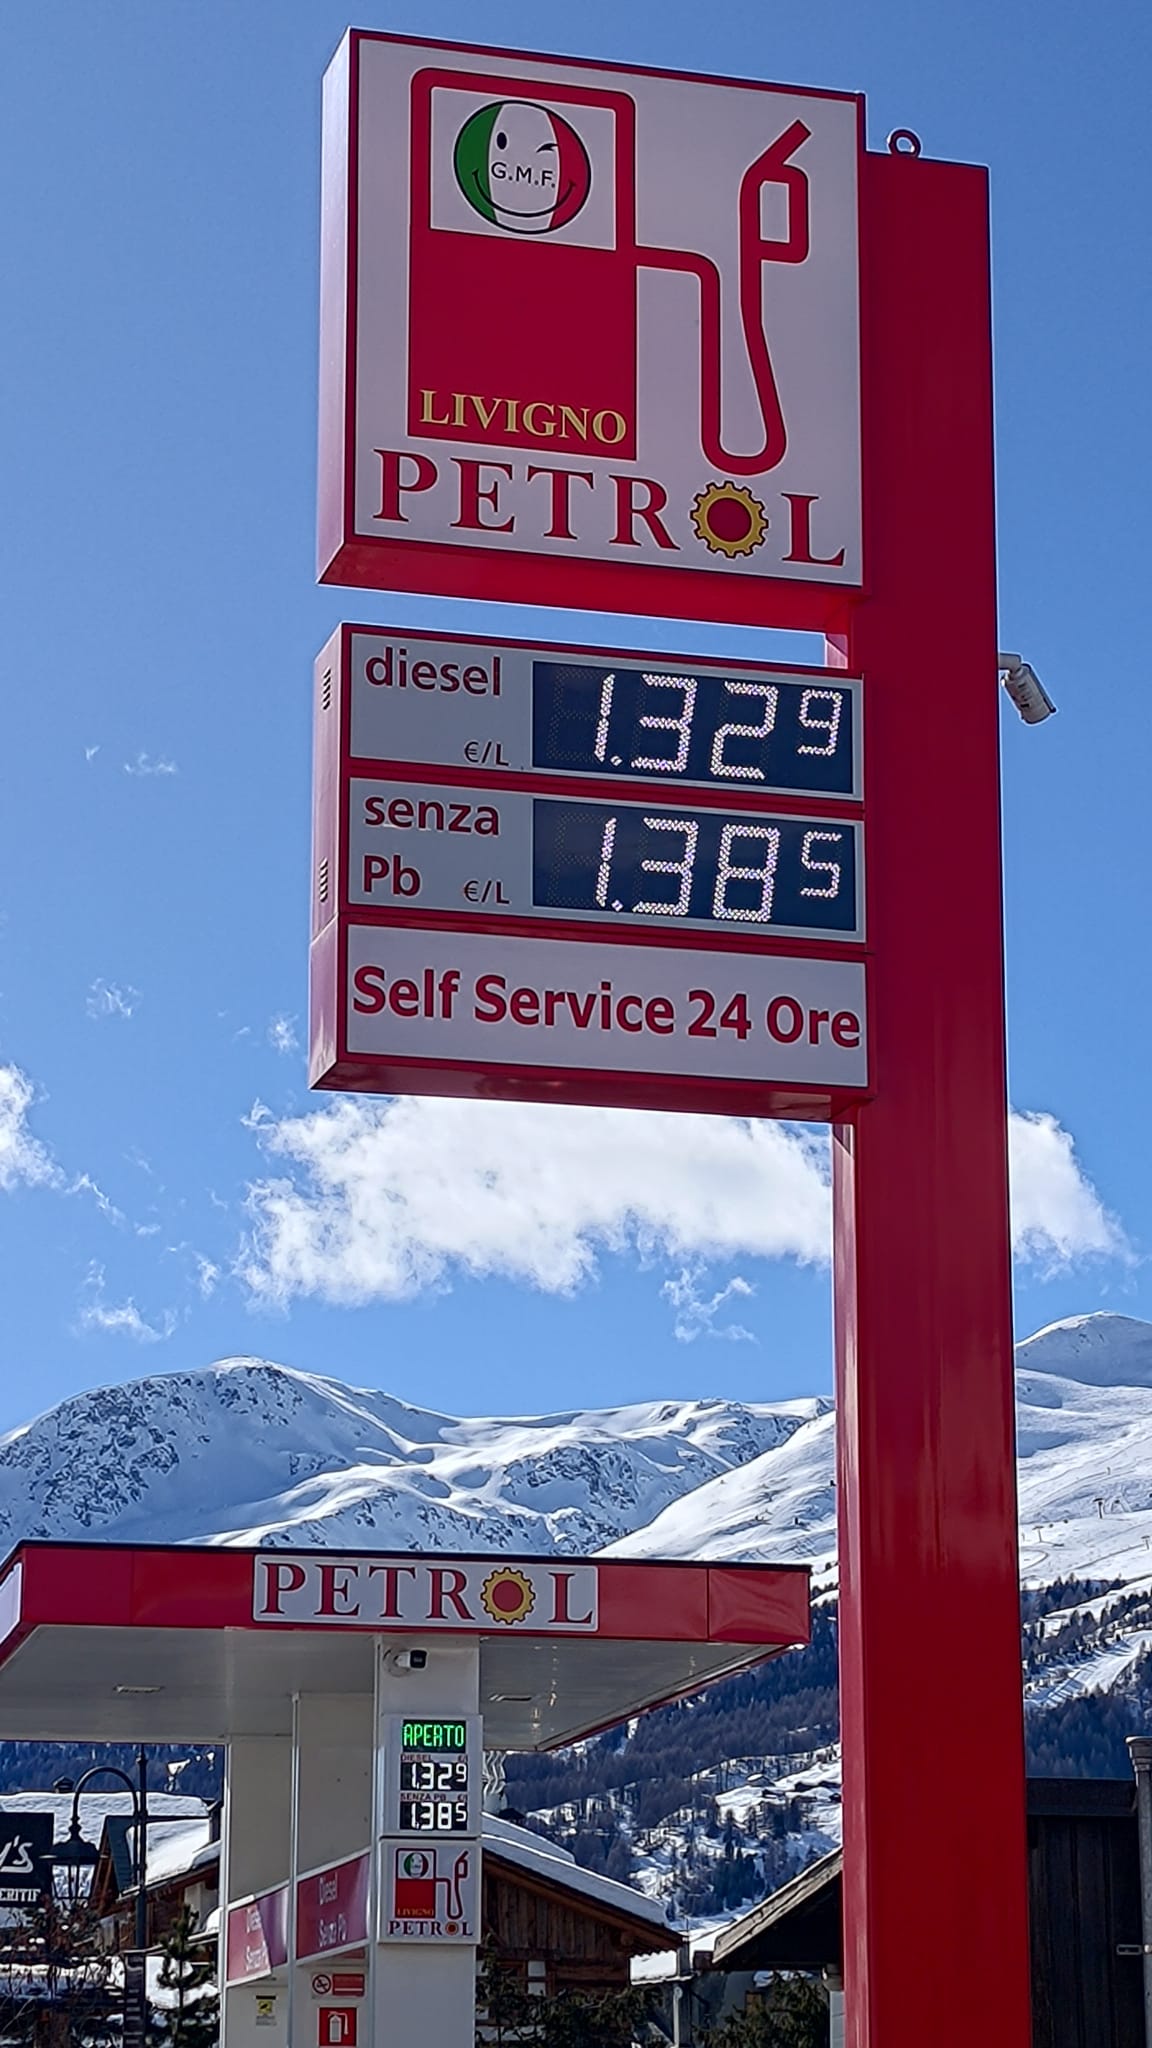 G.M.F.
LIVIGNO
PETROL
diesel
€/L
1.329
senza
Pb €/L
1.385
Self Service 24 Ore
PETROL
APERTO
DIESEL
1.329
SENZA PB
1.385
LIVIGNO
PETROL
Diesel
Senza Pb
Diesel